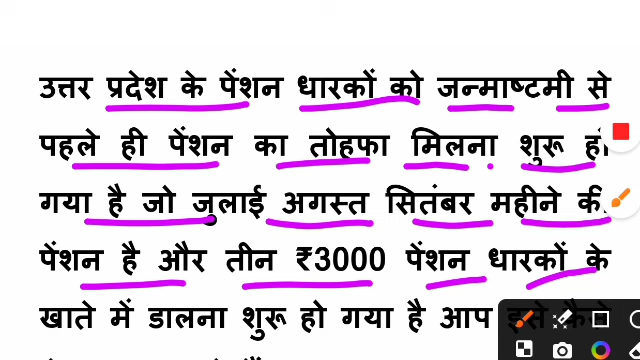 उत्तर प्रदेश के पेंशन धारकों को जन्माष्टमी से
पहले ही पेंशन का तोहफा मिलना शुरू हो
गया है जो जुलाई अगस्त सितंबर महीने की
पेंशन है और तीन ₹3000 पेंशन धारकों के
खाते में डालना शुरू हो गया है आप इसे कैसे